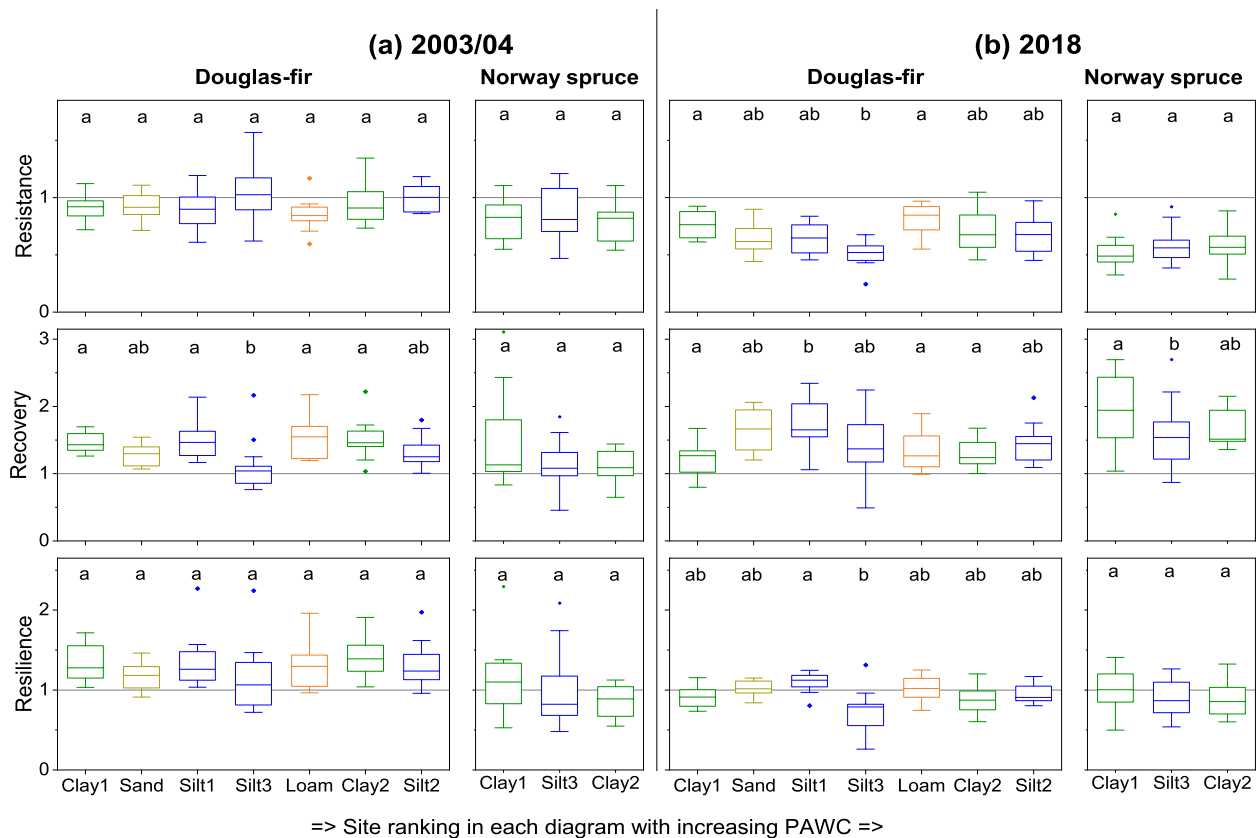 (a) 2003/04 (b) 2018
Douglas-fir Norway spruce Douglas-fir Norway spruce
a a a a a a a a a a a ab ab b a ab ab a a a
Resistance
1
0
3
a ab a b a a ab a a a a ab b ab a a ab a b ab
Recovery
2
1
0
a a a a a a a a a a ab ab a b ab ab ab a a a
Resilience
2
1
0
Clay1 Sand Silt1 Silt3 Loam Clay2 Silt2 Clay1 Silt3 Clay2 Clay1 Sand Silt1 Silt3 Loam Clay2 Silt2 Clay1 Silt3 Clay2
=> Site ranking in each diagram with increasing PAWC =>